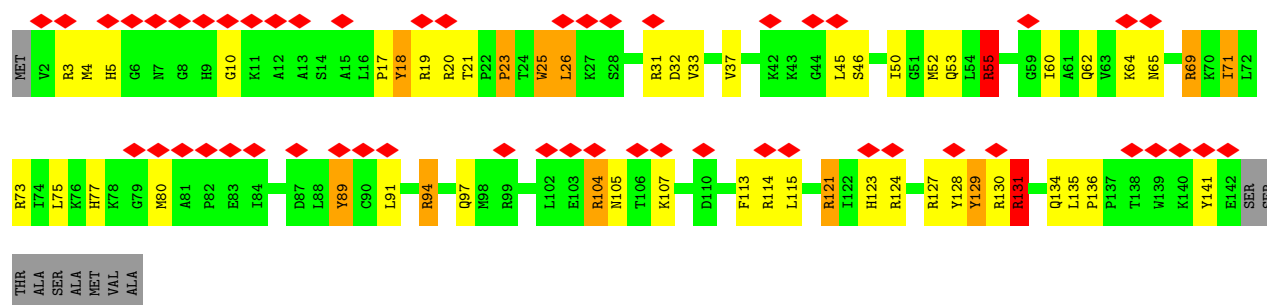 MET V2 R3 M4 H5 G6 N7 G8 H9 G10 K11 A12 A13 S14 A15 L16 P17 Y18 R19 R20 T21 P22 P23 T24 W25 L26 K27 S28 R31 D32 V33 V37 K42 K43 G44 L45 S46 I50 G51 M52 Q53 L54 R55 G59 I60 A61 Q62 V63 K64 N65 R69 K70 I71 L72
R73 I74 L75 K76 H77 K78 G79 M80 A81 P82 E83 I84 D87 L88 Y89 C90 L91 R94 Q97 M98 R99 L102 E103 R104 N105 T106 K107 D110 F113 R114 L115 R121 I122 H123 R124 R127 Y128 Y129 R130 R131 Q134 L135 P136 P137 T138 W139 K140 Y141 E142 SER SER
THR ALA SER ALA MET VAL ALA